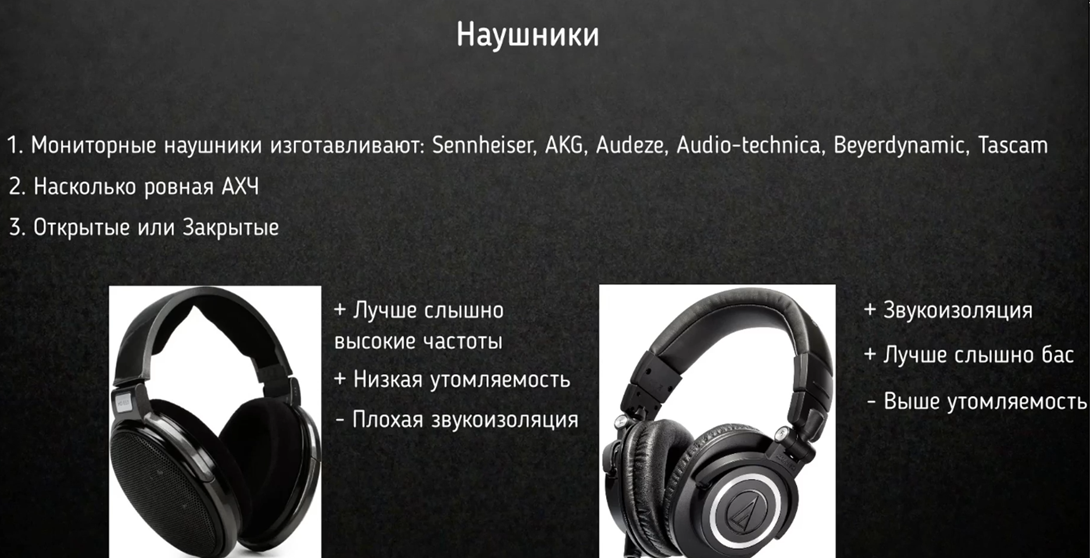 Наушники
1. Мониторные наушники изготавливают: Sennheiser, AKG, Audeze, Audio-technica, Beyerdynamic, Tascam
2. Насколько ровная АХЧ
3. Открытые или Закрытые
+ Лучше слышно
высокие частоты
+ Низкая утомляемость
- Плохая звукоизоляция
+ Звукоизоляция
+ Лучше слышно бас
- Выше утомляемость